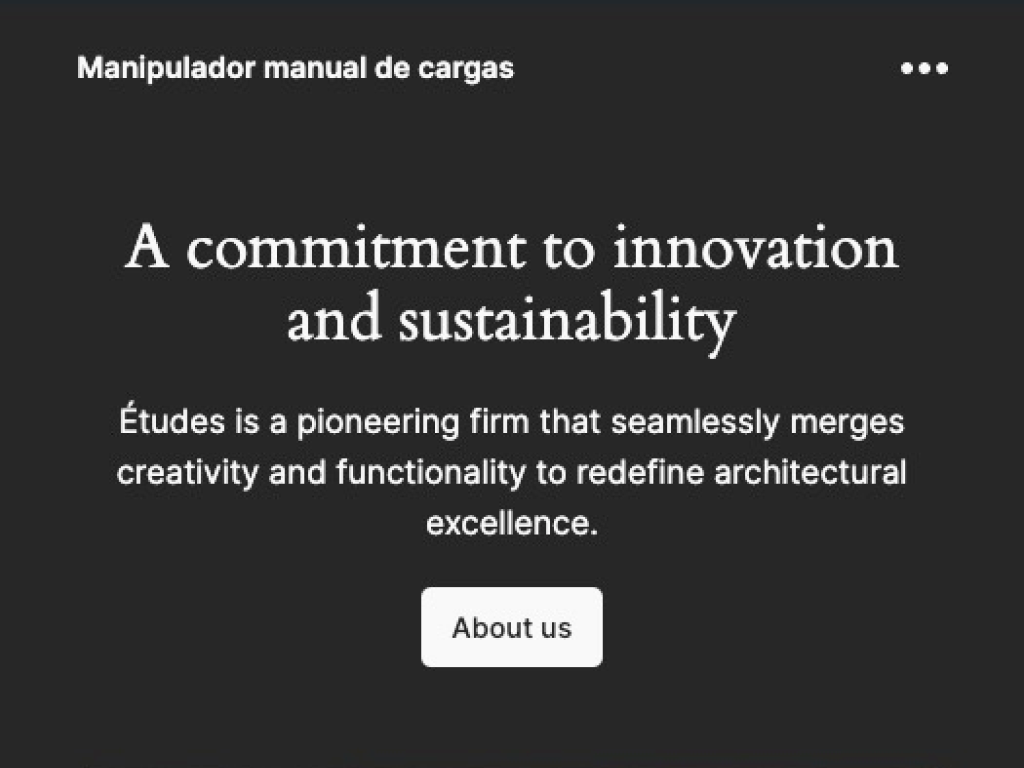 Manipulador manual de cargas
A commitment to innovation
and sustainability
Études is a pioneering firm that seamlessly merges
creativity and functionality to redefine architectural
excellence.
About us